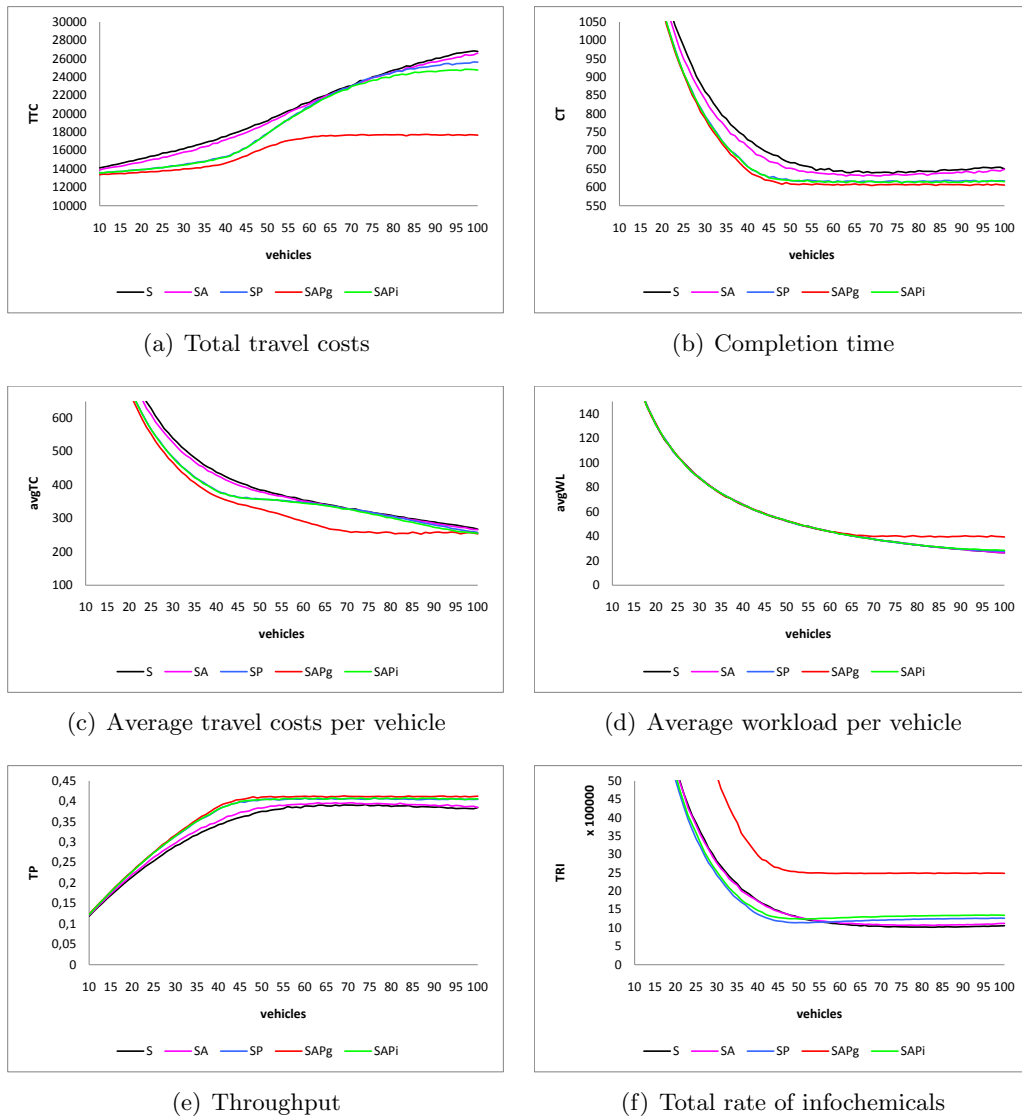 30000
28000
26000
24000
22000
20000
18000
16000
14000
12000
10000
TTC
10 15 20 25 30 35 40 45 50 55 60 65 70 75 80 85 90 95 100
vehicles
S SA SP SAPg SAPi
(a) Total travel costs
1050
1000
950
900
850
800
750
700
650
600
550
CT
10 15 20 25 30 35 40 45 50 55 60 65 70 75 80 85 90 95 100
vehicles
S SA SP SAPg SAPi
(b) Completion time
600
500
400
300
200
100
avgTC
10 15 20 25 30 35 40 45 50 55 60 65 70 75 80 85 90 95 100
vehicles
S SA SP SAPg SAPi
(c) Average travel costs per vehicle
140
120
100
80
60
40
20
0
avgWL
10 15 20 25 30 35 40 45 50 55 60 65 70 75 80 85 90 95 100
vehicles
S SA SP SAPg SAPi
(d) Average workload per vehicle
0,45
0,4
0,35
0,3
0,25
0,2
0,15
0,1
0,05
0
TP
10 15 20 25 30 35 40 45 50 55 60 65 70 75 80 85 90 95 100
vehicles
S SA SP SAPg SAPi
(e) Throughput
50
45
40
35
30
25
20
15
10
5
0
x 100000
TRI
10 15 20 25 30 35 40 45 50 55 60 65 70 75 80 85 90 95 100
vehicles
S SA SP SAPg SAPi
(f) Total rate of infochemicals